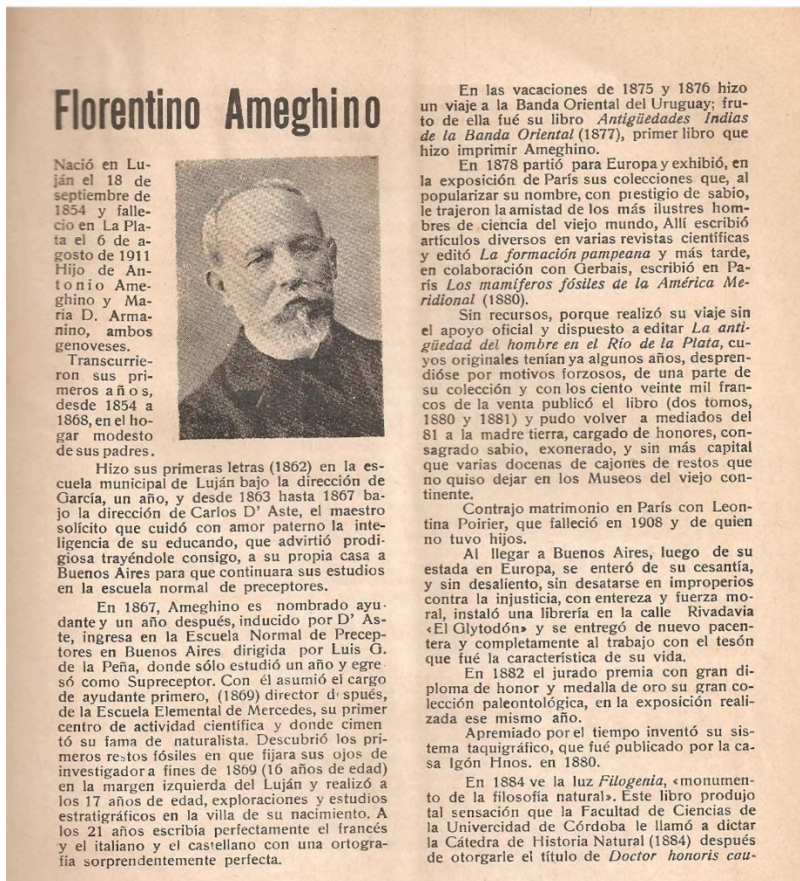 Florentino Ameghino
Nació en Lu-
ján el 18 de
septiembre de
1854 y falle-
cio en La Pla-
ta el 6 de a-
gosto de 1911
Hijo de An-
tonio Ame-
ghino y Ma-
ria D. Arma-
nino, ambos
genoveses.
Transcurrie-
ron sus pri-
meros años,
desde 1854 a
1868, en el ho-
gar modesto
de sus padres.
Hizo sus primeras letras (1862) en la es-
cuela municipal de Luján bajo la dirección de
García, un año, y desde 1863 hasta 1867 ba-
jo la dirección de Carlos D' Aste, el maestro
solícito que cuidó con amor paterno la inte-
ligencia de su educando, que advirtió prodi-
giosa trayéndole consigo, a su propia casa a
Buenos Aires para que continuara sus estudios
en la escuela normal de preceptores.
En 1867, Ameghino es nombrado ayu-
dante y un año después, inducido por D' As-
te, ingresa en la Escuela Normal de Precep-
tores en Buenos Aires dirigida por Luis G.
de la Peña, donde sólo estudió un año y egre
só como Supreceptor. Con él asumió el cargo
de ayudante primero, (1869) director d spués,
de la Escuela Elemental de Mercedes, su primer
centro de actividad científica y donde cimen
tó su fama de naturalista. Descubrió los pri-
meros restos fósiles en que fijara sus ojos de
investigador a fines de 1869 (16 años de edad)
en la margen izquierda del Luján y realizó a
los 17 años de edad, exploraciones y estudios
estratigráficos en la villa de su nacimiento. A
los 21 años escribía perfectamente el francés
y el italiano y el castellano con una ortogra-
fía sorprendentemente perfecta.
En las vacaciones de 1875 y 1876 hizo
un viaje a la Banda Oriental del Uruguay; fru-
to de ella fué su libro Antigüedades Indias
de la Banda Oriental (1877), primer libro que
hizo imprimir Ameghino.
En 1878 partió para Europa y exhibió, en
la exposición de París sus colecciones que, al
popularizar su nombre, con prestigio de sabio,
le trajeron la amistad de los más ilustres hom-
bres de ciencia del viejo mundo, Allí escribió
artículos diversos en varias revistas científicas
y editó La formación pampeana y más tarde,
en colaboración con Gerbais, escribió en Pa-
rís Los mamíferos fósiles de la América Me-
ridional (1880).
Sin recursos, porque realizó su viaje sin
el apoyo oficial y dispuesto a editar La anti-
güedad del hombre en el Río de la Plata, cu-
yos originales tenían ya algunos años, despren-
dióse por motivos forzosos, de una parte de
su colección y con los ciento veinte mil fran-
cos de la venta publicó el libro (dos tomos,
1880 y 1881) y pudo volver a mediados del
81 a la madre tierra, cargado de honores, con-
sagrado sabio, exonerado, y sin más capital
que varias docenas de cajones de restos que
no quiso dejar en los Museos del viejo con-
tinente.
Contrajo matrimonio en París con Leon-
tina Poirier, que falleció en 1908 y de quien
no tuvo hijos.
Al llegar a Buenos Aires, luego de su
estada en Europa, se enteró de su cesantía,
y sin desaliento, sin desatarse en improperios
contra la injusticia, con entereza y fuerza mo-
ral, instaló una librería en la calle Rivadavia
«El Glytodón» y se entregó de nuevo pacen-
tera y completamente al trabajo con el tesón
que fué la característica de su vida.
En 1882 el jurado premia con gran di-
ploma de honor y medalla de oro su gran co-
lección paleontológica, en la exposición reali-
zada ese mismo año.
Apremiado por el tiempo inventó su sis-
tema taquigráfico, que fué publicado por la ca-
sa Igón Hnos. en 1880.
En 1884 ve la luz Filogenia, «monumen-
to de la filosofía natural». Este libro produjo
tal sensación que la Facultad de Ciencias de
la Univercidad de Córdoba le llamó a dictar
la Cátedra de Historia Natural (1884) después
de otorgarle el título de Doctor honoris cau-